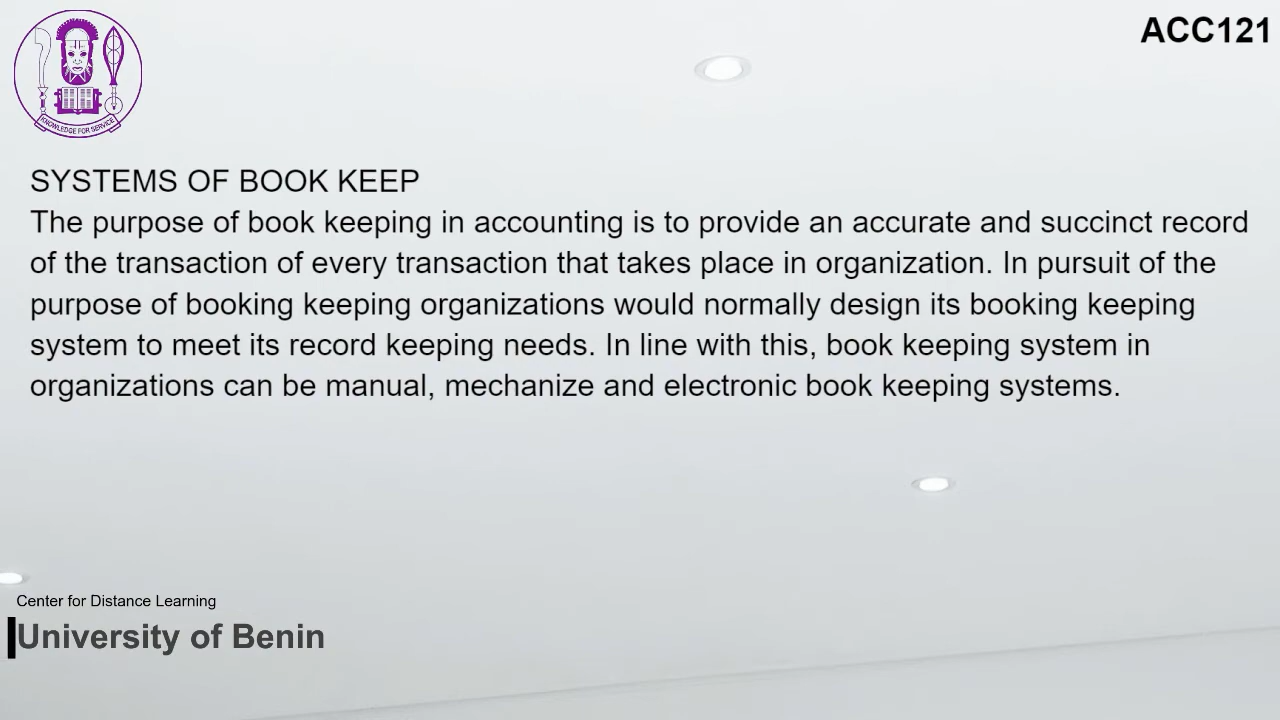 ACC121
KNOWLEDGE FOR SERVICE
SYSTEMS OF BOOK KEEP
The purpose of book keeping in accounting is to provide an accurate and succinct record
of the transaction of every transaction that takes place in organization. In pursuit of the
purpose of booking keeping organizations would normally design its booking keeping
system to meet its record keeping needs. In line with this, book keeping system in
organizations can be manual, mechanize and electronic book keeping systems.
Center for Distance Learning
University of Benin